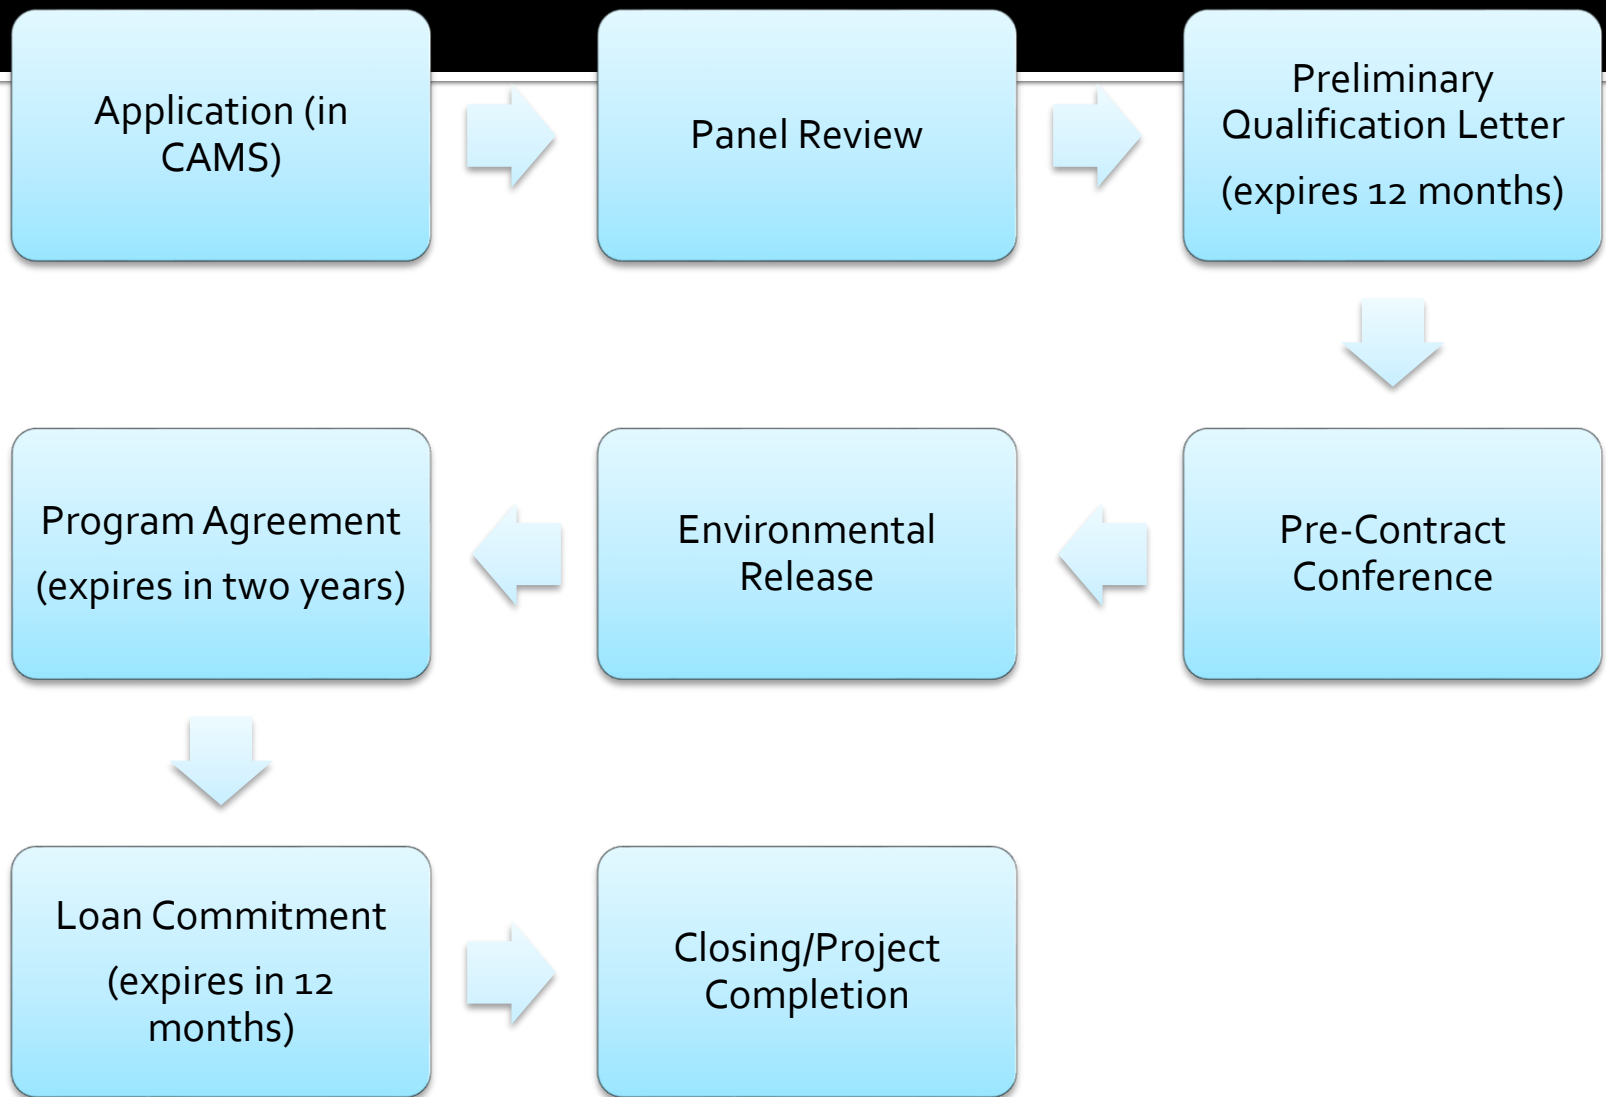 Application (in
CAMS)
Panel Review
Preliminary
Qualification Letter
(expires 12 months)
Pre-Contract
Conference
Environmental
Release
Program Agreement
(expires in two years)
Loan Commitment
(expires in 12
months)
Closing/Project
Completion